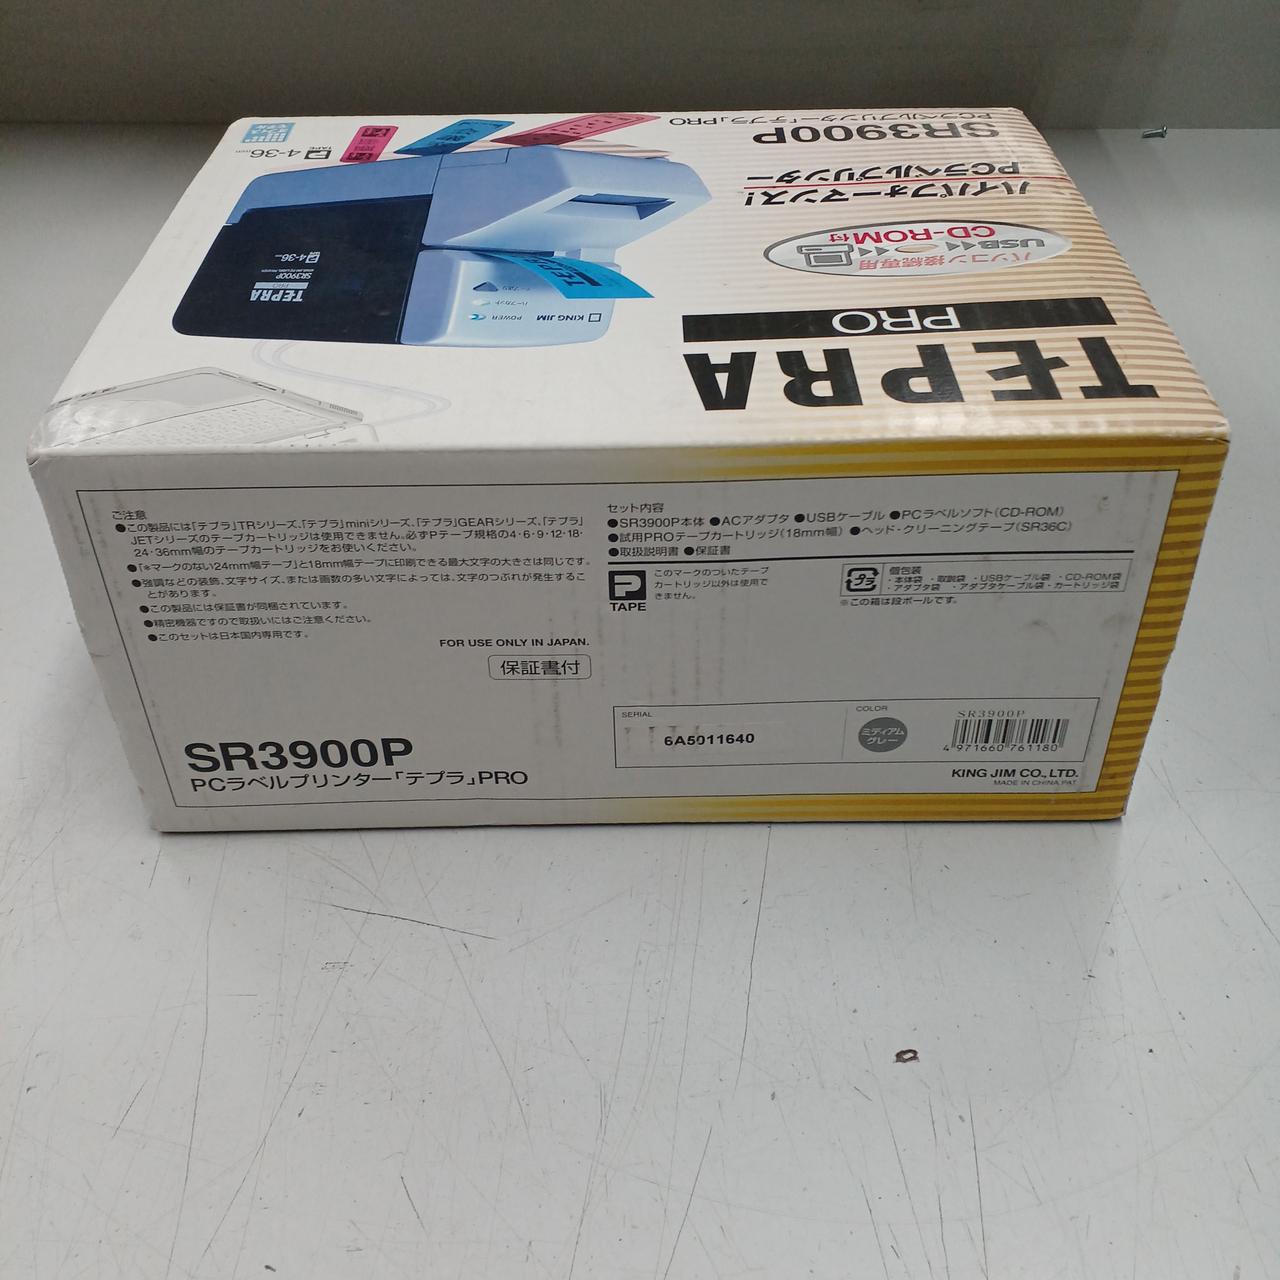 SR3900P
PCラベルプリンター「テプラ」PRO
ハイパフォーマンス!
PCラベルプリンター
パソコン接続専用
USB
CD-ROM付
TEPRA
PRO
TAPE
4-36mm
TEPRA
PRO
SR3900P
4-36mm
TEPRA
KING JIM
POWER
ハーフカット
ご注意
●この製品には「テプラ」TRシリーズ、「テプラ」miniシリーズ、「テプラ」GEARシリーズ、「テプラ」
JETシリーズのテープカートリッジは使用できません。必ずPテープ規格の4・6・9・12・18・
24・36mm幅のテープカートリッジをお使いください。
●「*マークのない24mm幅テープ」と18mm幅テープに印刷できる最大文字の大きさは同じです。
●強調などの装飾、文字サイズ、または画数の多い文字によっては、文字のつぶれが発生するこ
とがあります。
●この製品には保証書が同梱されています。
●精密機器ですので取扱いにはご注意ください。
●このセットは日本国内専用です。
FOR USE ONLY IN JAPAN.
保証書付
SR3900P
PCラベルプリンター「テプラ」PRO
セット内容
●SR3900P本体 ●ACアダプタ ●USBケーブル ●PCラベルソフト(CD-ROM)
●試用PROテープカートリッジ(18mm幅) ●ヘッド・クリーニングテープ(SR36C)
●取扱説明書 ●保証書
P
TAPE
このマークのついたテープ
カートリッジ以外は使用で
きません。
プラ
個包装
・本体袋 ・取説袋 ・USBケーブル袋 ・CD-ROM袋
・アダプタ袋 ・アダプタケーブル袋 ・カートリッジ袋
※この箱は段ボールです。
SERIAL
6A5011640
COLOR
ミディアム
グレー
SR3900P
4 971660 761180
KING JIM CO., LTD.
MADE IN CHINA.PAT.